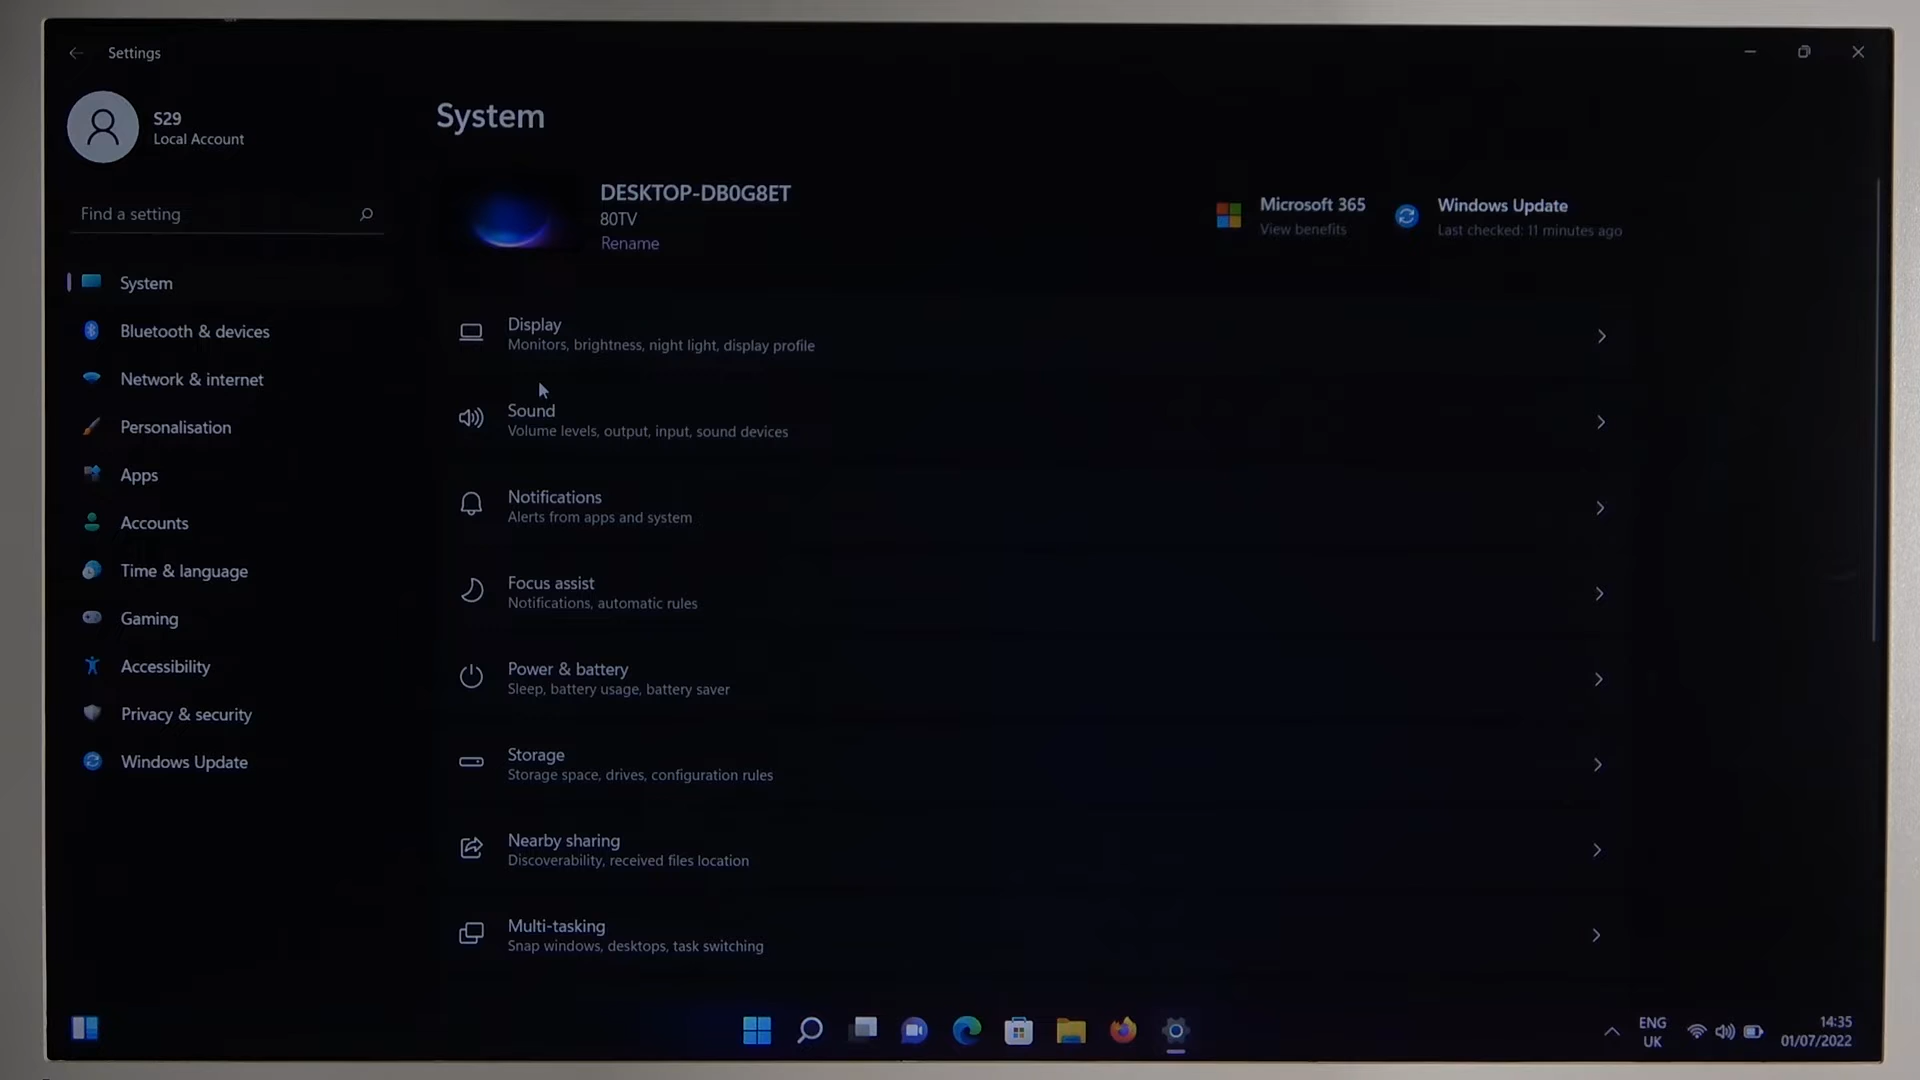 Settings
S29
Local Account
Find a setting
System
Bluetooth & devices
Network & internet
Personalisation
Apps
Accounts
Time & language
Gaming
Accessibility
Privacy & security
Windows Update
System
DESKTOP-DB0G8ET
80TV
Rename
Microsoft 365
View benefits
Windows Update
Last checked: 11 minutes ago
Display
Monitors, brightness, night light, display profile
Sound
Volume levels, output, input, sound devices
Notifications
Alerts from apps and system
Focus assist
Notifications, automatic rules
Power & battery
Sleep, battery usage, battery saver
Storage
Storage space, drives, configuration rules
Nearby sharing
Discoverability, received files location
Multi-tasking
Snap windows, desktops, task switching
ENG
UK
14:35
01/07/2022